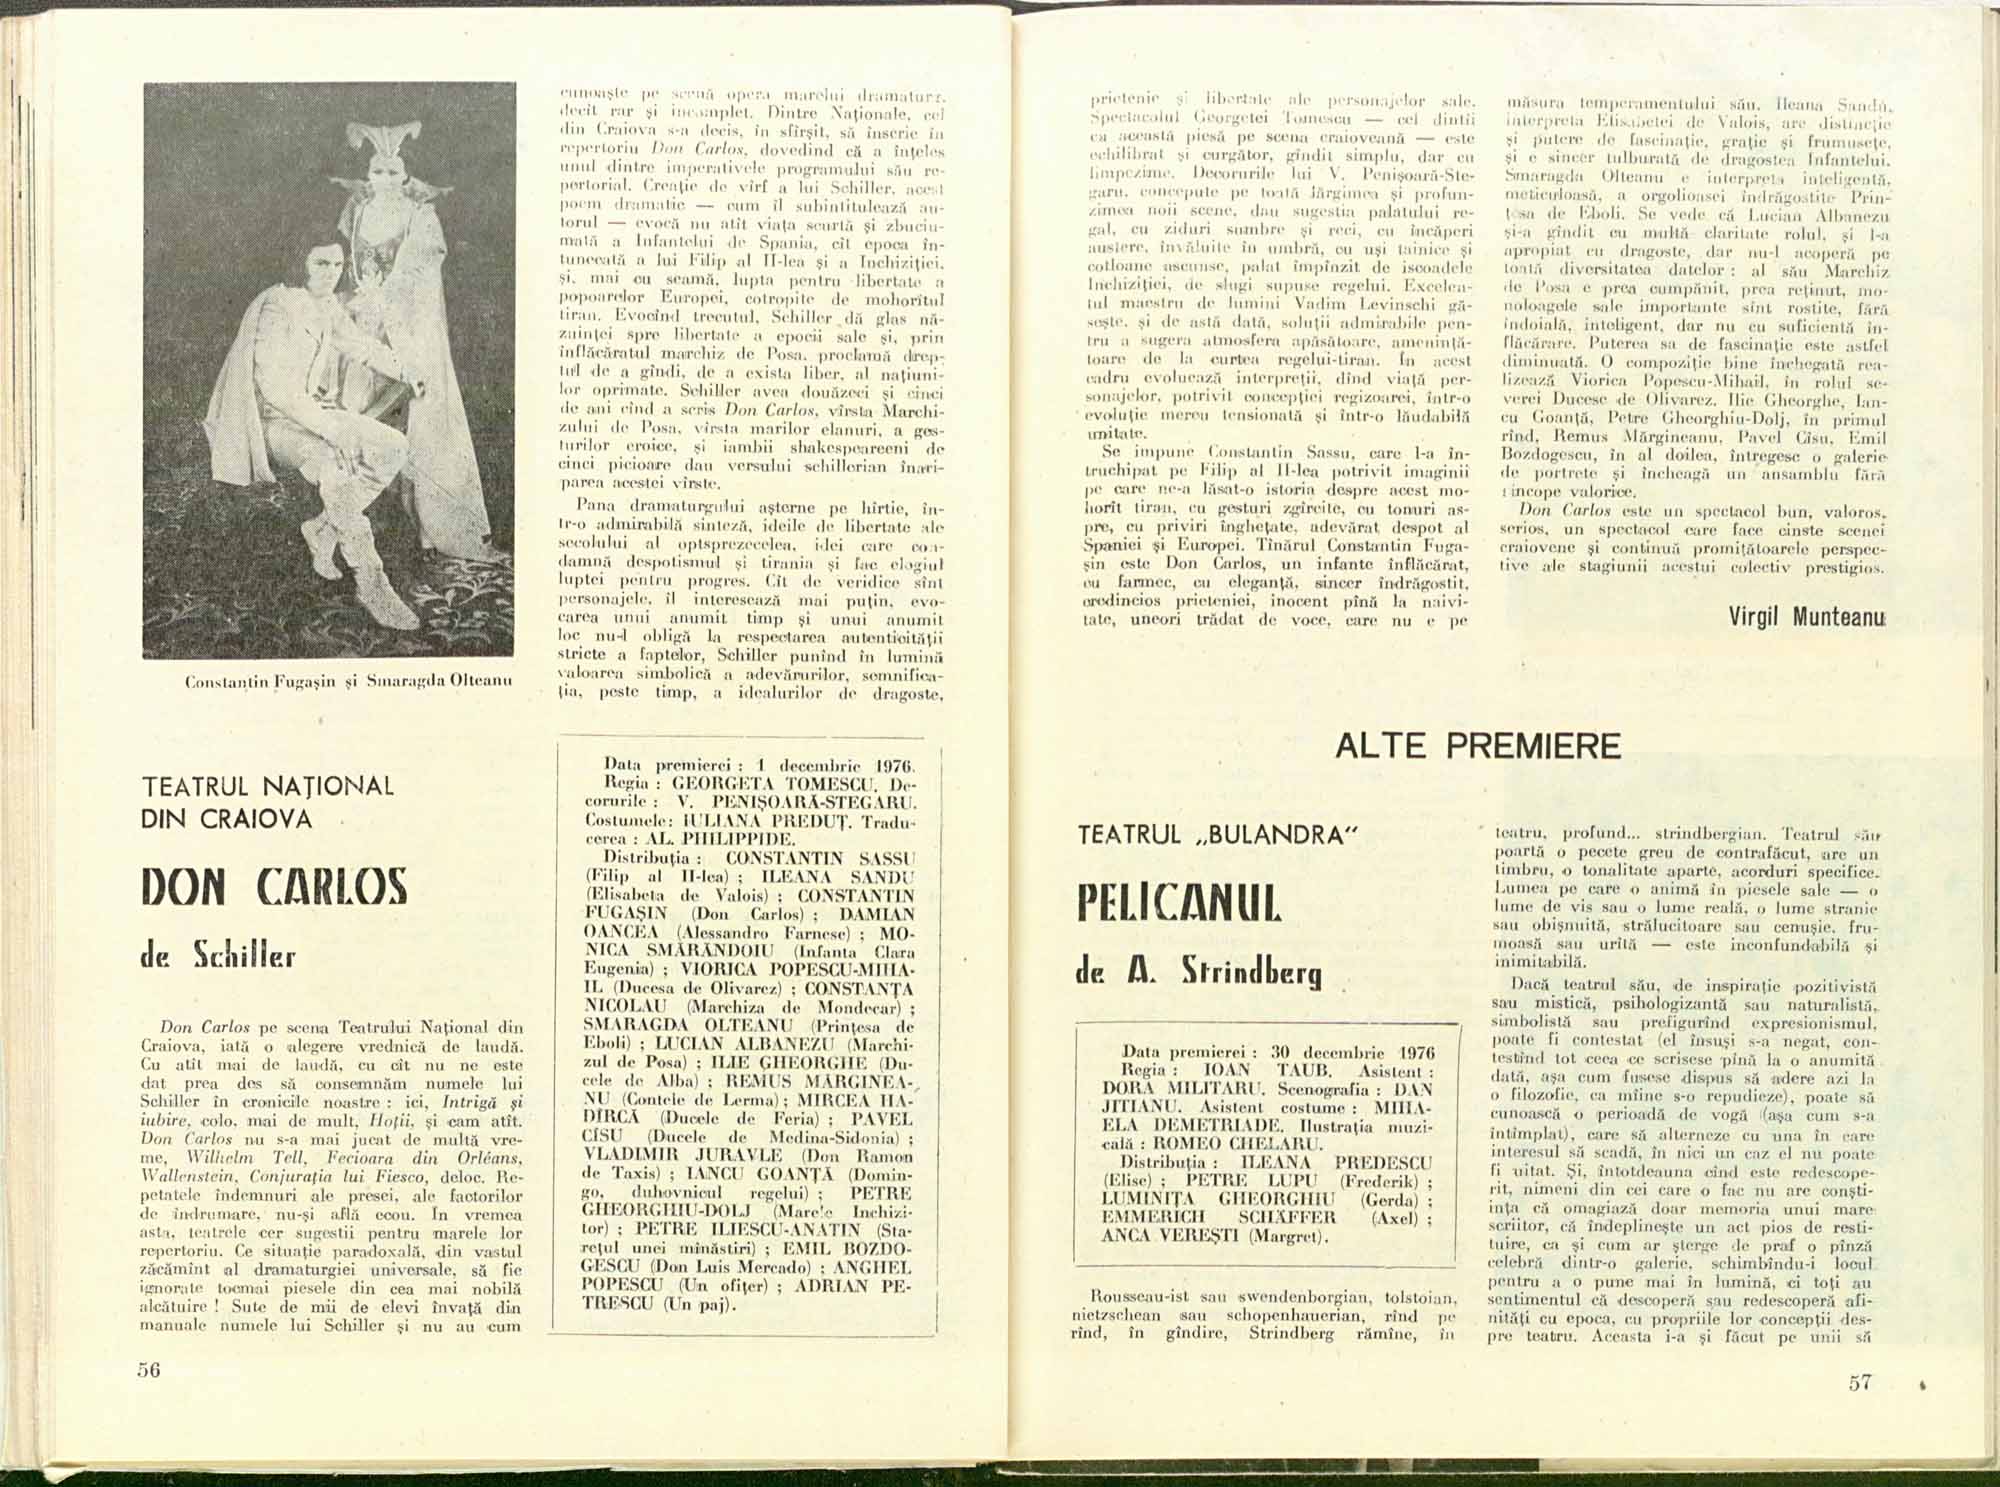 Constantin Fugaşin şi Smaragda Olteanu
TEATRUL NAŢIONAL
DIN CRAIOVA
DON CARLOS
de Schiller
Don Carlos pe scena Teatrului Naţional din
Craiova, iată o alegere vrednică de laudă.
Cu atît mai de laudă, cu cît nu ne este
dat prea des să consemnăm numele lui
Schiller în cronicile noastre : ici, Intrigă şi
iubire, colo, mai de mult, Hoţii, şi cam atît.
Don Carlos nu s-a mai jucat de multă vre-
me, Wilhelm Tell, Fecioara din Orléans,
Wallenstein, Conjuraţia lui Fiesco, deloc. Re-
petatele îndemnuri ale presei, ale factorilor
de îndrumare, nu-şi află ecou. In vremea
asta, teatrele cer sugestii pentru marele lor
repertoriu. Ce situaţie paradoxală, din vastul
zăcămînt al dramaturgiei universale, să fie
ignorate tocmai piesele din cea mai nobilă
alcătuire ! Sute de mii de elevi învaţă din
manuale numele lui Schiller şi nu au cum
cunoaşte pe scenă opera marelui dramaturg,
decît rar şi incomplet. Dintre Naţionale, cel
din Craiova s-a decis, în sfîrşit, să înscrie în
repertoriu Don Carlos, dovedind că a înţeles
unul dintre imperativele programului său re-
pertorial. Creaţie de vîrf a lui Schiller, acest
poem dramatic — cum îl subintitulează au-
torul — evocă nu atît viaţa scurtă şi zbuciu-
mată a Infantelui de Spania, cît epoca în-
tunecată a lui Filip al II-lea şi a Inchiziţiei,
şi, mai cu seamă, lupta pentru libertate a
popoarelor Europei, cotropite de mohorîtul
tiran. Evocînd trecutul, Schiller dă glas nă-
zuinţei spre libertate a epocii sale şi, prin
înflăcăratul marchiz de Posa, proclamă drep-
tul de a gîndi, de a exista liber, al naţiuni-
lor oprimate. Schiller avea douăzeci şi cinci
de ani cînd a scris Don Carlos, vîrsta Marchi-
zului de Posa, vîrsta marilor elanuri, a ges-
turilor eroice, şi iambii shakespeareeni de
cinci picioare dau versului schillerian înari-
parea acestei vîrste.
Pana dramaturgului aşterne pe hîrtie, în-
tr-o admirabilă sinteză, ideile de libertate ale
secolului al optsprezecelea, idei care con-
damnă despotismul şi tirania şi fac elogiul
luptei pentru progres. Cît de veridice sînt
personajele, îl interesează mai puţin, evo-
carea unui anumit timp şi unui anumit
loc nu-l obligă la respectarea autenticităţii
stricte a faptelor, Schiller punînd în lumină
valoarea simbolică a adevărurilor, semnifica-
ţia, peste timp, a idealurilor de dragoste,
Data premierei : 1 decembrie 1976.
Regia : GEORGETA TOMESCU. De-
corurile : V. PENIŞOARĂ-STEGARU.
Costumele: IULIANA PREDUŢ. Tradu-
cerea : AL. PHILIPPIDE.
Distribuţia : CONSTANTIN SASSU
(Filip al II-lea) ; ILEANA SANDU
(Elisabeta de Valois) ; CONSTANTIN
FUGAŞIN (Don Carlos) ; DAMIAN
OANCEA (Alessandro Farnese) ; MO-
NICA SMĂRĂNDOIU (Infanta Clara
Eugenia) ; VIORICA POPESCU-MIHA-
IL (Ducesa de Olivarez) ; CONSTANŢA
NICOLAU (Marchiza de Mondecar) ;
SMARAGDA OLTEANU (Prinţesa de
Eboli) ; LUCIAN ALBANEZU (Marchi-
zul de Posa) ; ILIE GHEORGHE (Du-
cele de Alba) ; REMUS MĂRGINEA-
NU (Contele de Lerma) ; MIRCEA HA-
DÎRCĂ (Ducele de Feria) ; PAVEL
CÎSU (Ducele de Medina-Sidonia) ;
VLADIMIR JURAVLE (Don Ramon
de Taxis) ; IANCU GOANŢĂ (Domin-
go, duhovnicul regelui) ; PETRE
GHEORGHIU-DOLJ (Marele Inchizi-
tor) ; PETRE ILIESCU-ANATIN (Sta-
reţul unei mînăstiri) ; EMIL BOZDO-
GESCU (Don Luis Mercado) ; ANGHEL
POPESCU (Un ofiţer) ; ADRIAN PE-
TRESCU (Un paj).
56
prietenie şi libertate ale personajelor sale.
Spectacolul Georgetei Tomescu — cel dintîi
cu această piesă pe scena craioveană — este
echilibrat şi curgător, gîndit simplu, dar cu
limpezime. Decorurile lui V. Penişoară-Ste-
garu, concepute pe toată lărgimea şi profun-
zimea noii scene, dau sugestia palatului re-
gal, cu ziduri sumbre şi reci, cu încăperi
austere, învăluite în umbră, cu uşi tainice şi
cotloane ascunse, palat împînzit de iscoadele
Inchiziţiei, de slugi supuse regelui. Excelen-
tul maestru de lumini Vadim Levinschi gă-
seşte, şi de astă dată, soluţii admirabile pen-
tru a sugera atmosfera apăsătoare, ameninţă-
toare de la curtea regelui-tiran. In acest
cadru evoluează interpreţii, dînd viaţă per-
sonajelor, potrivit concepţiei regizoarei, într-o
evoluţie mereu tensionată şi într-o lăudabilă
unitate.
Se impune Constantin Sassu, care l-a în-
truchipat pe Filip al II-lea potrivit imaginii
pe care ne-a lăsat-o istoria despre acest mo-
horît tiran, cu gesturi zgîrcite, cu tonuri as-
pre, cu priviri îngheţate, adevărat despot al
Spaniei şi Europei. Tînărul Constantin Fuga-
şin este Don Carlos, un infante înflăcărat,
cu farmec, cu eleganţă, sincer îndrăgostit,
credincios prieteniei, inocent pînă la naivi-
tate, uneori trădat de voce, care nu e pe
măsura temperamentului său. Ileana Sandu,
interpreta Elisabetei de Valois, are distincţie
şi putere de fascinaţie, graţie şi frumuseţe,
şi e sincer tulburată de dragostea Infantelui.
Smaragda Olteanu e interpreta inteligentă,
meticuloasă, a orgolioasei îndrăgostite Prin-
ţesa de Eboli. Se vede că Lucian Albanezu
şi-a gîndit cu multă claritate rolul, şi l-a
apropiat cu dragoste, dar nu-l acoperă pe
toată diversitatea datelor : al său Marchiz
de Posa e prea cumpănit, prea reţinut, mo-
noloagele sale importante sînt rostite, fără
îndoială, inteligent, dar nu cu suficientă în-
flăcărare. Puterea sa de fascinaţie este astfel
diminuată. O compoziţie bine închegată rea-
lizează Viorica Popescu-Mihail, în rolul se-
verei Ducese de Olivarez. Ilie Gheorghe, Ian-
cu Goanţă, Petre Gheorghiu-Dolj, în primul
rînd, Remus Mărgineanu, Pavel Cîsu, Emil
Bozdogescu, în al doilea, întregesc o galerie
de portrete şi încheagă un ansamblu fără
sincope valorice.
Don Carlos este un spectacol bun, valoros,
serios, un spectacol care face cinste scenei
craiovene şi continuă promiţătoarele perspec-
tive ale stagiunii acestui colectiv prestigios.
Virgil Munteanu
ALTE PREMIERE
TEATRUL „BULANDRA”
PELICANUL
de A. Strindberg
Data premierei : 30 decembrie 1976
Regia : IOAN TAUB. Asistent :
DORA MILITARU. Scenografia : DAN
JITIANU. Asistent costume : MIHA-
ELA DEMETRIADE. Ilustraţia muzi-
cală : ROMEO CHELARU.
Distribuţia : ILEANA PREDESCU
(Elise) ; PETRE LUPU (Frederik) ;
LUMINIŢA GHEORGHIU (Gerda) ;
EMMERICH SCHÄFFER (Axel) ;
ANCA VEREŞTI (Margret).
Rousseau-ist sau swendenborgian, tolstoian,
nietzschean sau schopenhauerian, rînd pe
rînd, în gîndire, Strindberg rămîne, în
teatru, profund... strindbergian. Teatrul său
poartă o pecete greu de contrafăcut, are un
timbru, o tonalitate aparte, acorduri specifice.
Lumea pe care o animă în piesele sale — o
lume de vis sau o lume reală, o lume stranie
sau obişnuită, strălucitoare sau cenuşie, fru-
moasă sau urîtă — este inconfundabilă şi
inimitabilă.
Dacă teatrul său, de inspiraţie pozitivistă
sau mistică, psihologizantă sau naturalistă,
simbolistă sau prefigurînd expresionismul,
poate fi contestat (el însuşi s-a negat, con-
testînd tot ceea ce scrisese pînă la o anumită
dată, aşa cum fusese dispus să adere azi la
o filozofie, ca mîine s-o repudieze), poate să
cunoască o perioadă de vogă (aşa cum s-a
întîmplat), care să alterneze cu una în care
interesul să scadă, în nici un caz el nu poate
fi uitat. Şi, întotdeauna cînd este redescope-
rit, nimeni din cei care o fac nu are conşti-
inţa că omagiază doar memoria unui mare
scriitor, că îndeplineşte un act pios de resti-
tuire, ca şi cum ar şterge de praf o pînză
celebră dintr-o galerie, schimbîndu-i locul
pentru a o pune mai în lumină, ci toţi au
sentimentul că descoperă sau redescoperă afi-
nităţi cu epoca, cu propriile lor concepţii des-
pre teatru. Aceasta i-a şi făcut pe unii să
57